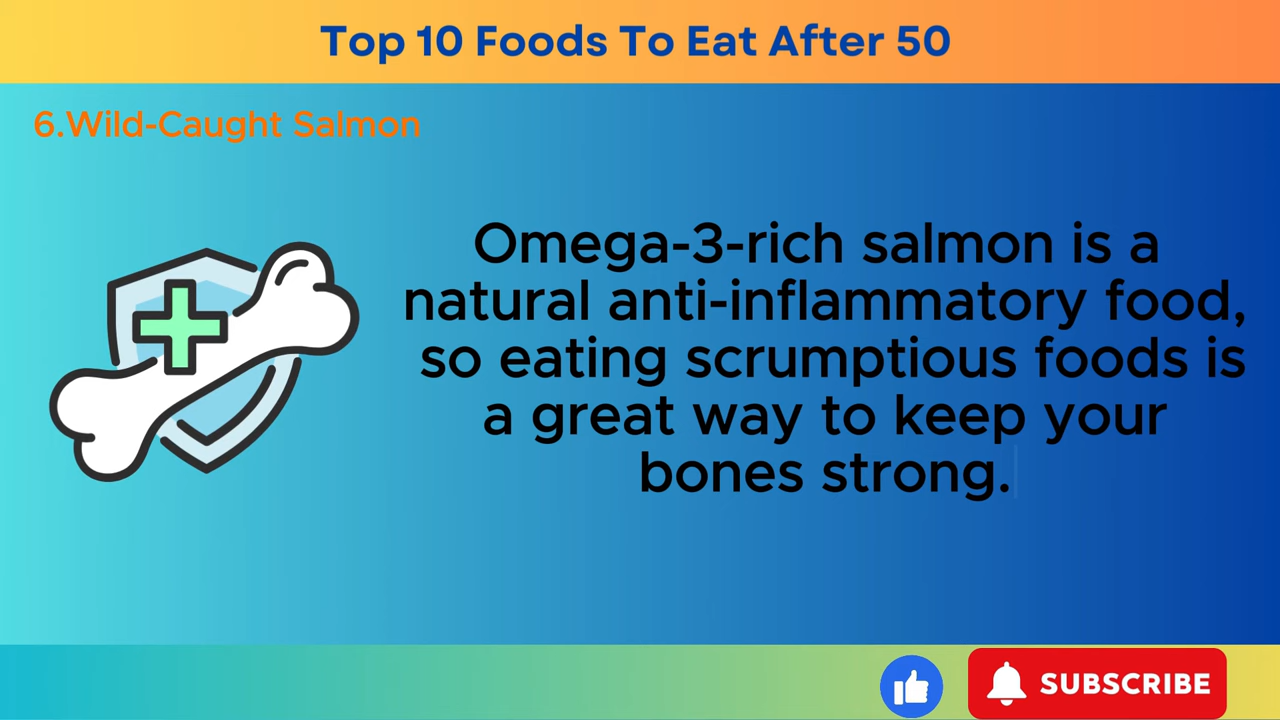 Top 10 Foods To Eat After 50
6.Wild-Caught Salmon
Omega-3-rich salmon is a
natural anti-inflammatory food,
so eating scrumptious foods is
a great way to keep your
bones strong.
SUBSCRIBE